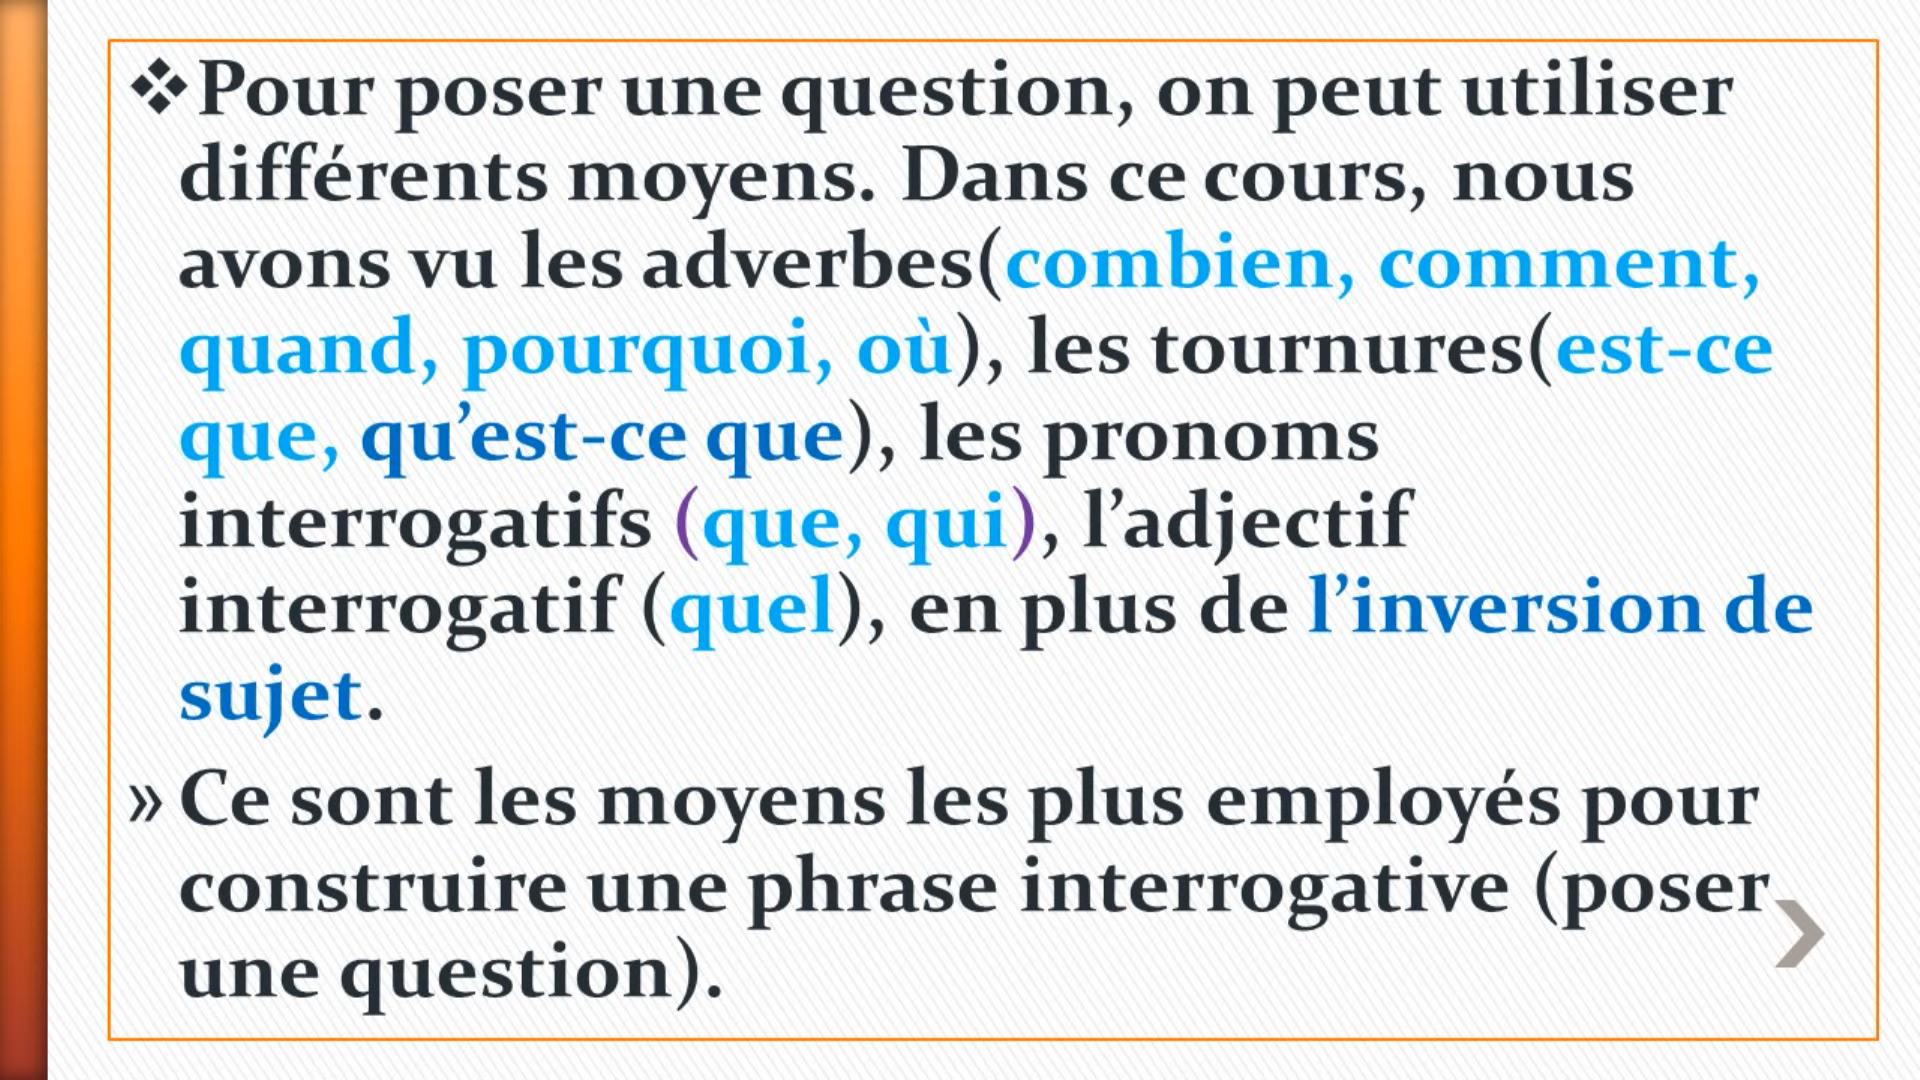 ❖Pour poser une question, on peut utiliser
différents moyens. Dans ce cours, nous
avons vu les adverbes(combien, comment,
quand, pourquoi, où), les tournures(est-ce
que, qu’est-ce que), les pronoms
interrogatifs (que, qui), l’adjectif
interrogatif (quel), en plus de l’inversion de
sujet.
» Ce sont les moyens les plus employés pour
construire une phrase interrogative (poser
une question).